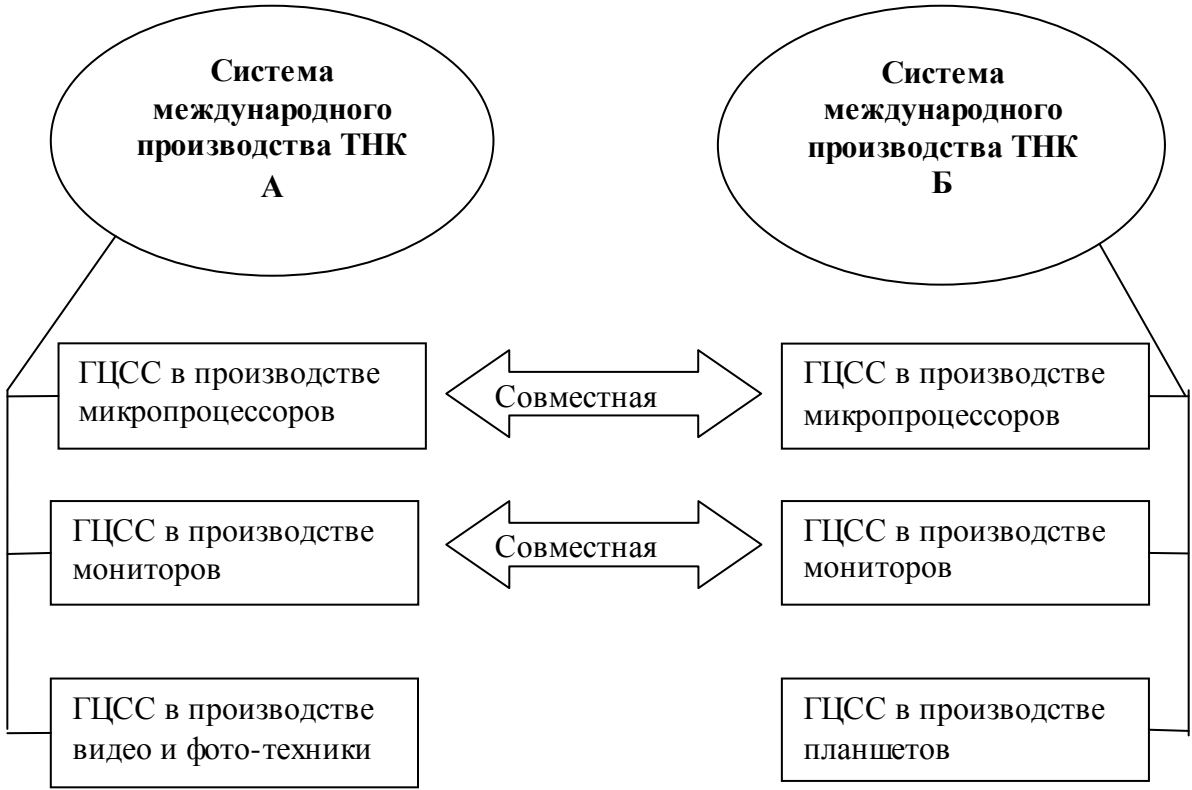 Система
международного
производства ТНК
А
Система
международного
производства ТНК
Б
ГЦСС в производстве
микропроцессоров
Совместная
ГЦСС в производстве
микропроцессоров
ГЦСС в производстве
мониторов
Совместная
ГЦСС в производстве
мониторов
ГЦСС в производстве
видео и фото-техники
ГЦСС в производстве
планшетов